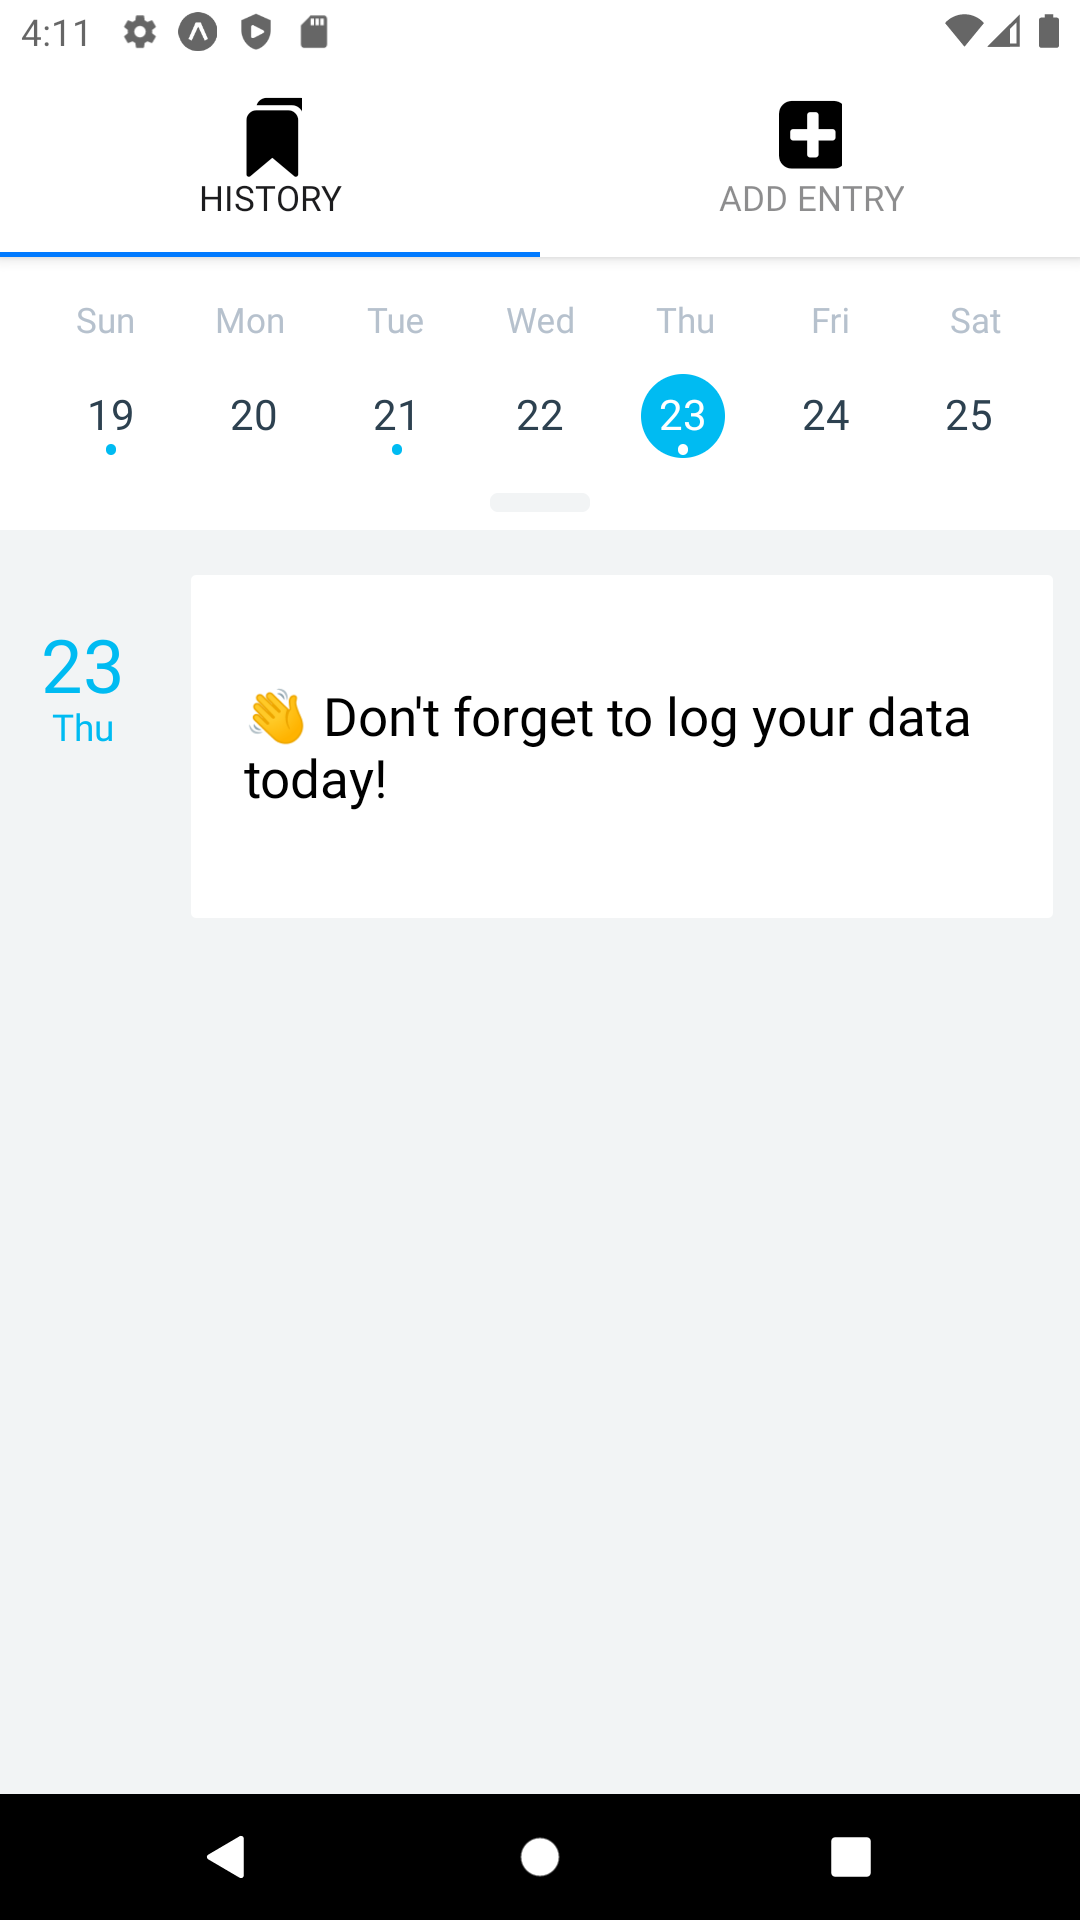 4:11
HISTORY
ADD ENTRY
Sun Mon Tue Wed Thu Fri Sat
19 20 21 22 23 24 25
23
Thu
👋 Don't forget to log your data
today!